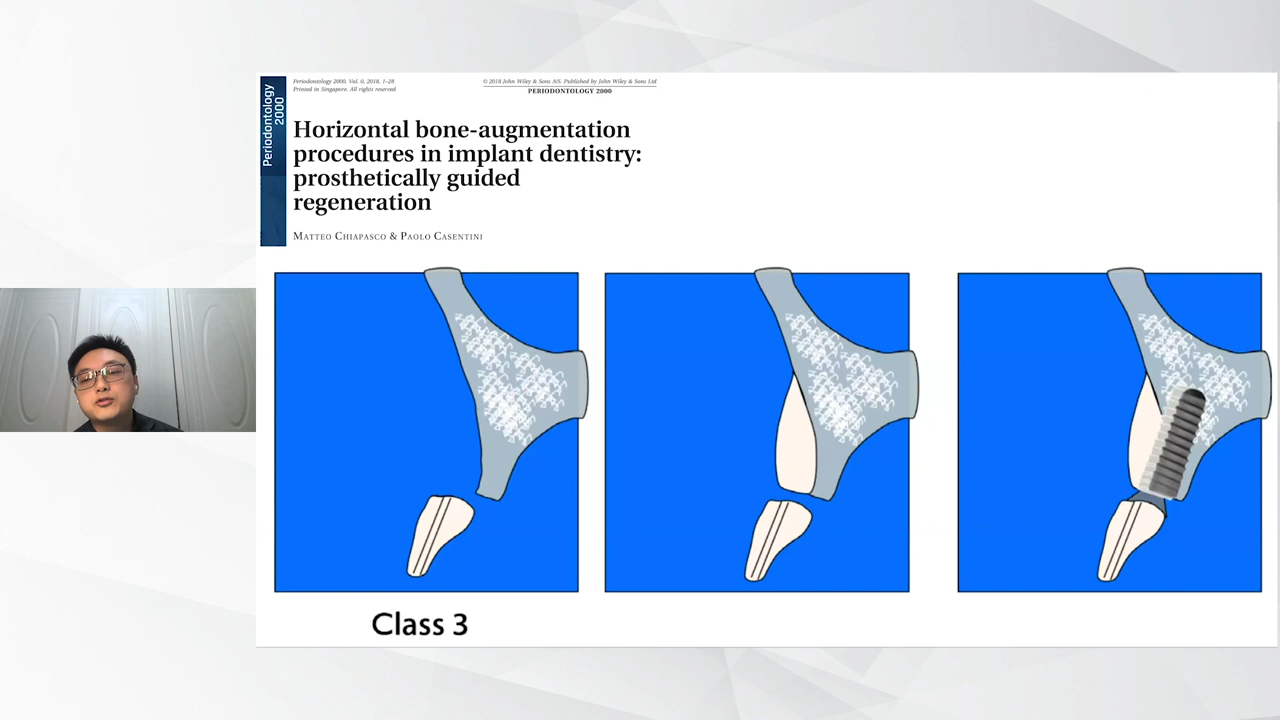 Periodontology
2000
Periodontology 2000, Vol. 0, 2018, 1–28
Printed in Singapore. All rights reserved
© 2018 John Wiley & Sons A/S. Published by John Wiley & Sons Ltd
PERIODONTOLOGY 2000
Horizontal bone-augmentation
procedures in implant dentistry:
prosthetically guided
regeneration
MATTEO CHIAPASCO & PAOLO CASENTINI
Class 3